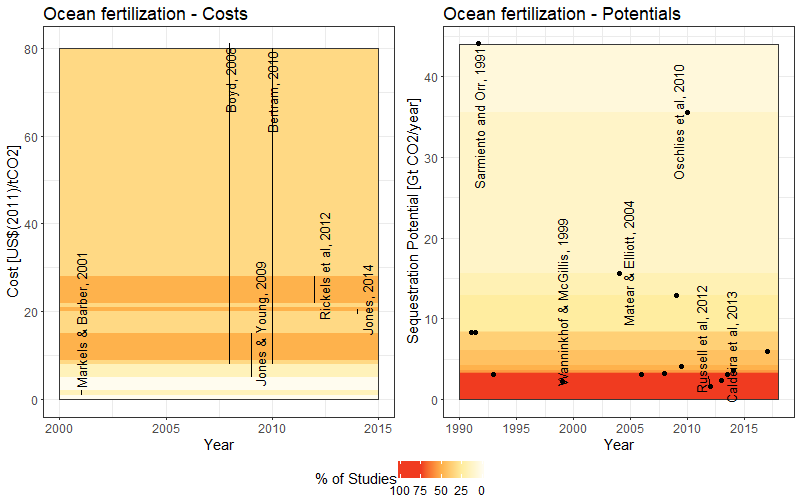 Ocean fertilization - Costs
Cost [US$(2011)/tCO2]
80
60
40
20
0
Markels & Barber, 2001
Boyd, 2008
Jones & Young, 2009
Bertram, 2010
Rickels et al, 2012
Jones, 2014
2000
2005
2010
2015
Year
Ocean fertilization - Potentials
Sequestration Potential [Gt CO2/year]
40
30
20
10
0
Sarmiento and Orr, 1991
Wanninkhof & McGillis, 1999
Matear & Elliott, 2004
Oschlies et al, 2010
Russell et al, 2012
Caldeira et al, 2013
1990
1995
2000
2005
2010
2015
Year
% of Studies
100 75 50 25 0